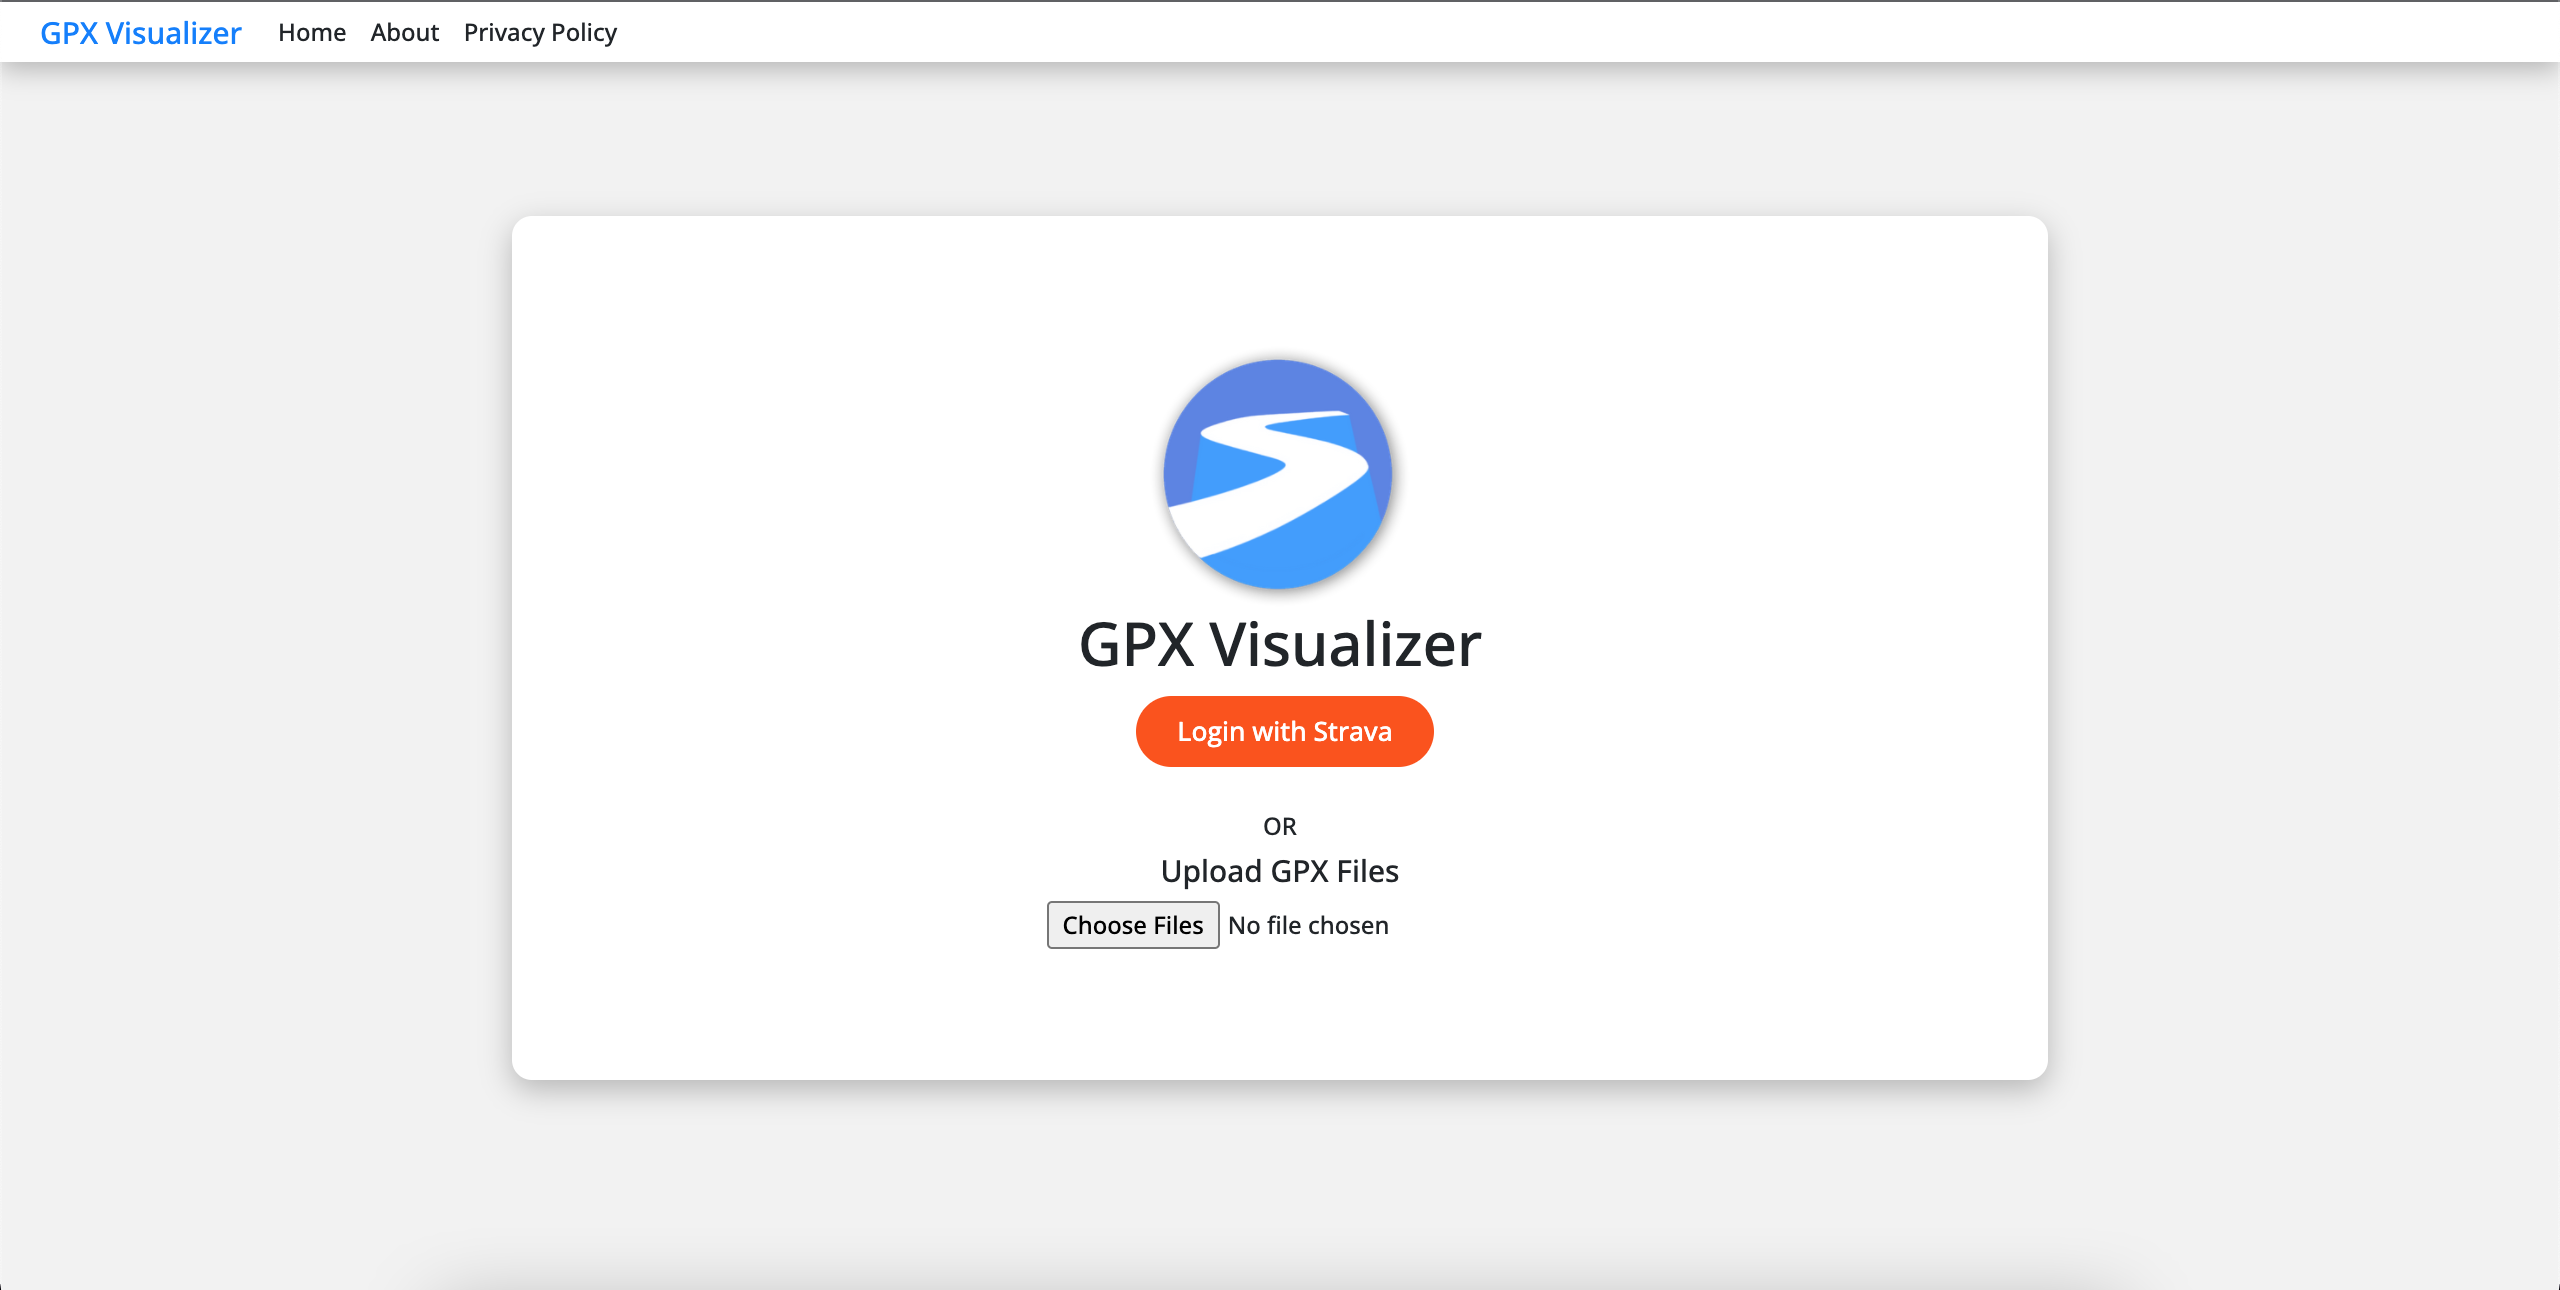 GPX Visualizer Home About Privacy Policy
GPX Visualizer
Login with Strava
OR
Upload GPX Files
Choose Files No file chosen